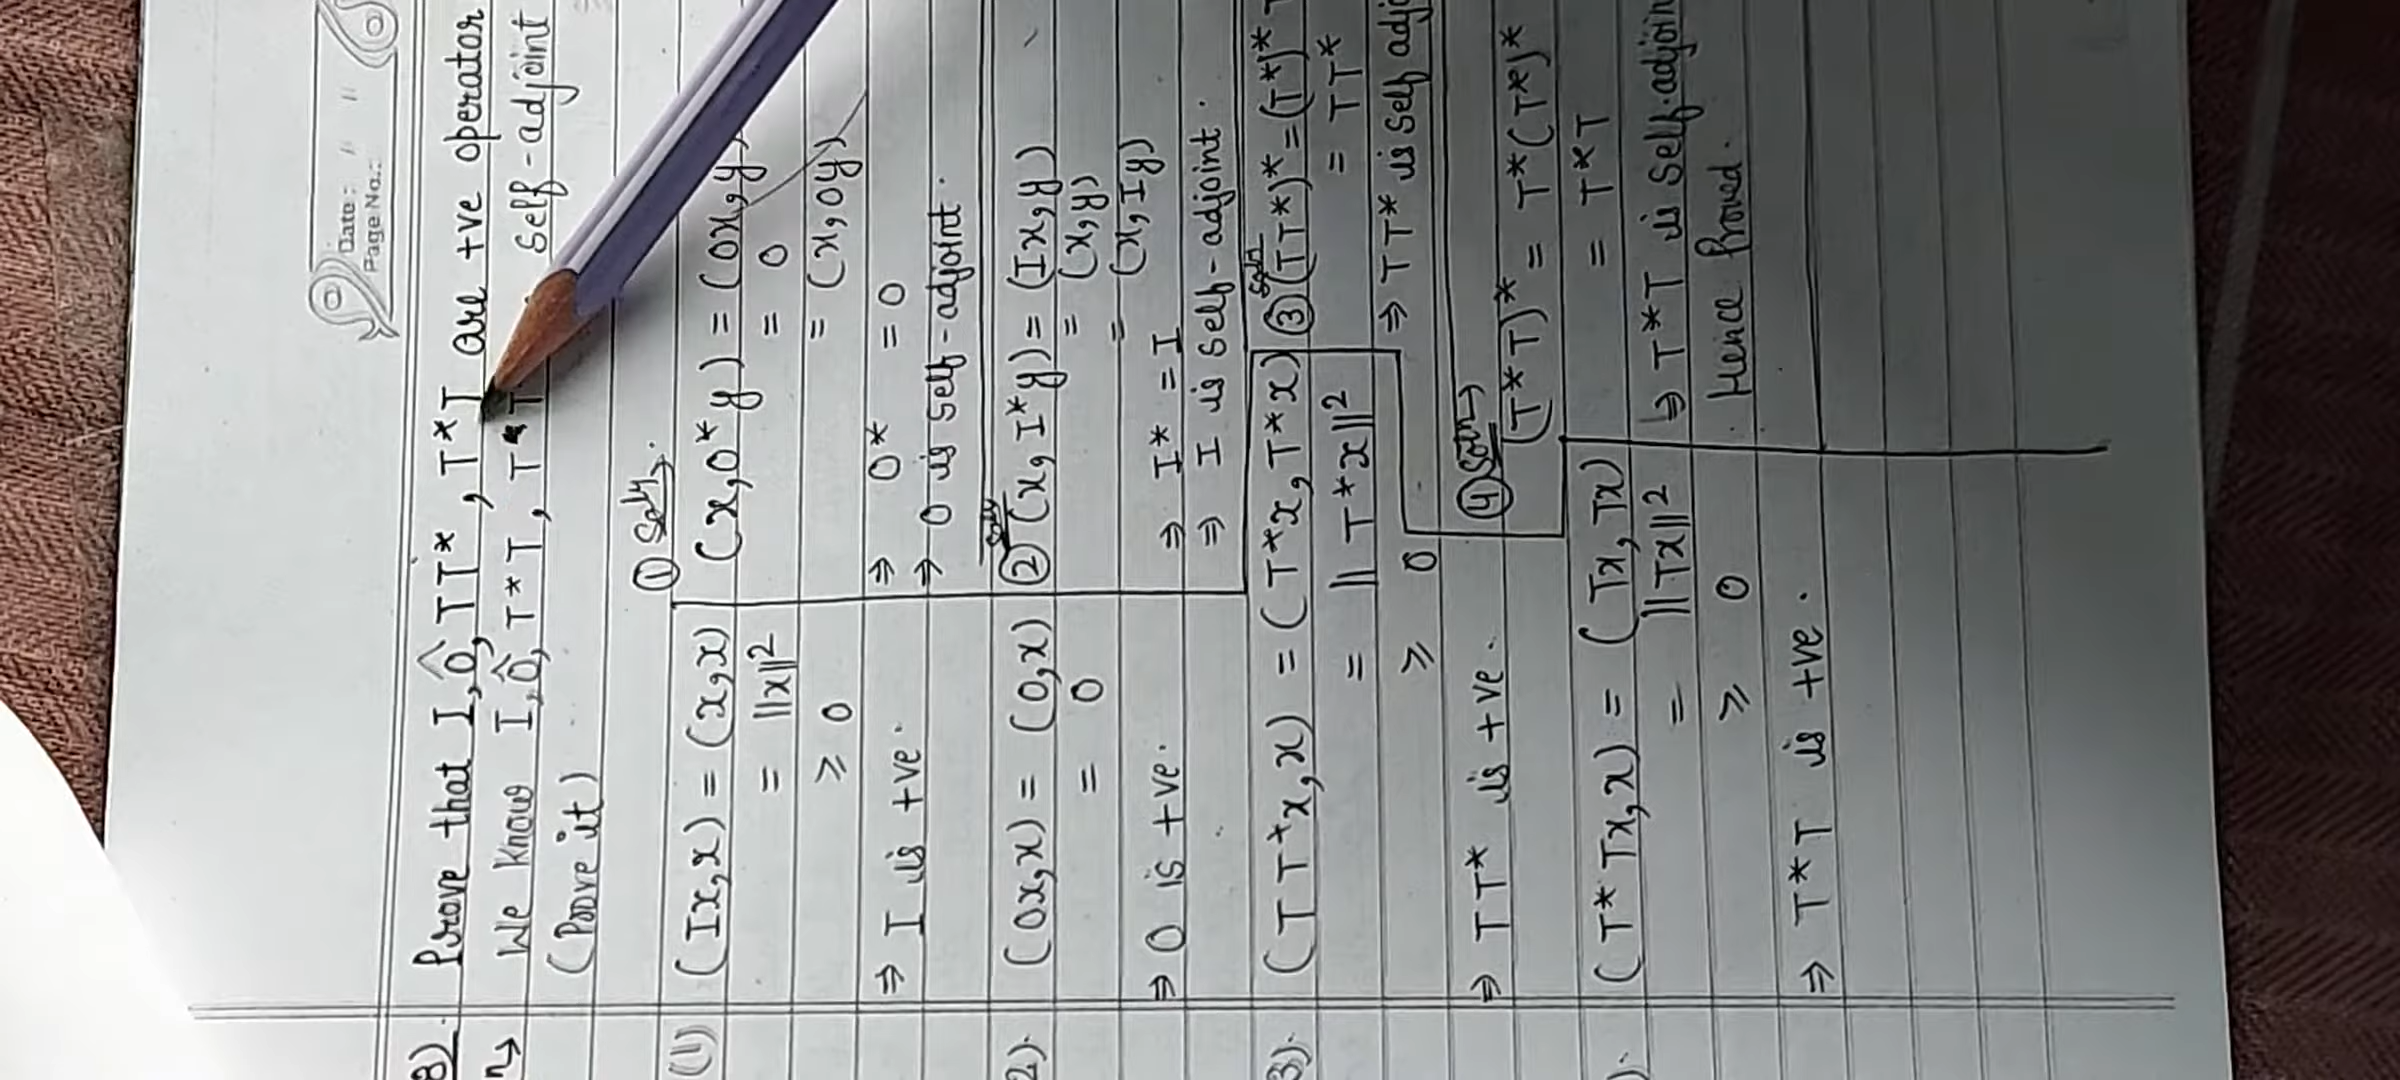 Date :
Page No.:
8). Prove that I, Ô, TT*, T*T are +ve operator
We know I, Ô, T*T, TT* self-adjoint
(Prove it)
(1) (Ix,x) = (x,x)
= ||x||²
≥ 0
⇒ I is +ve.
2). (0x,x) = (0,x)
= 0
⇒ 0 is +ve.
3). (TT*x,x) = (T*x, T*x)
= || T*x||²
≥ 0
⇒ TT* is +ve.
). (T*Tx,x) = (Tx, Tx)
= ||Tx||²
≥ 0
⇒ T*T is +ve.
① Soln.
(x,0*y) = (0x,y)
= 0
= (x,0y)
⇒ 0* = 0
⇒ 0 is self-adjoint.
② Soln (x, I*y) = (Ix,y)
= (x,y)
= (x,Iy)
⇒ I* = I
⇒ I is self-adjoint.
③ Soln (TT*)* = (T*)*
= TT*
⇒ TT* is self
④ Soln
(T*T)* = T*(T*)*
= T*T
⇒ T*T is self-adjoin
Hence Proved.